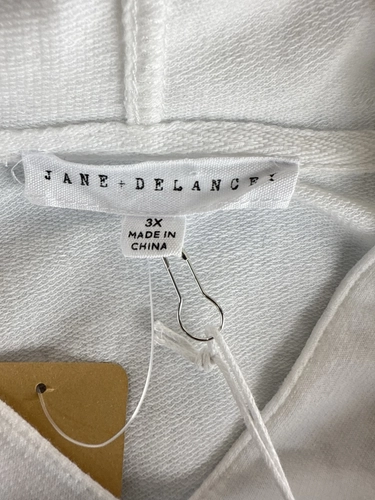 JANE + DELANCEY
3X
MADE IN
CHINA